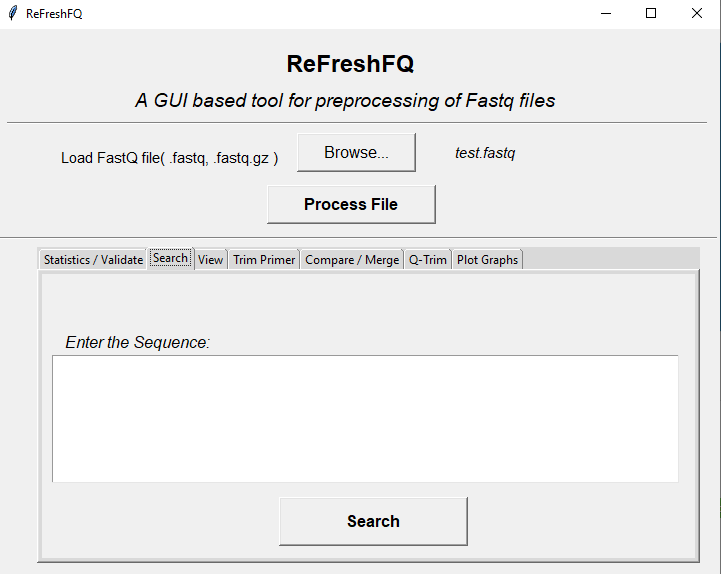 ReFreshFQ
ReFreshFQ
A GUI based tool for preprocessing of Fastq files
Load FastQ file( .fastq, .fastq.gz ) Browse... test.fastq
Process File
Statistics / Validate Search View Trim Primer Compare / Merge Q-Trim Plot Graphs
Enter the Sequence:
Search